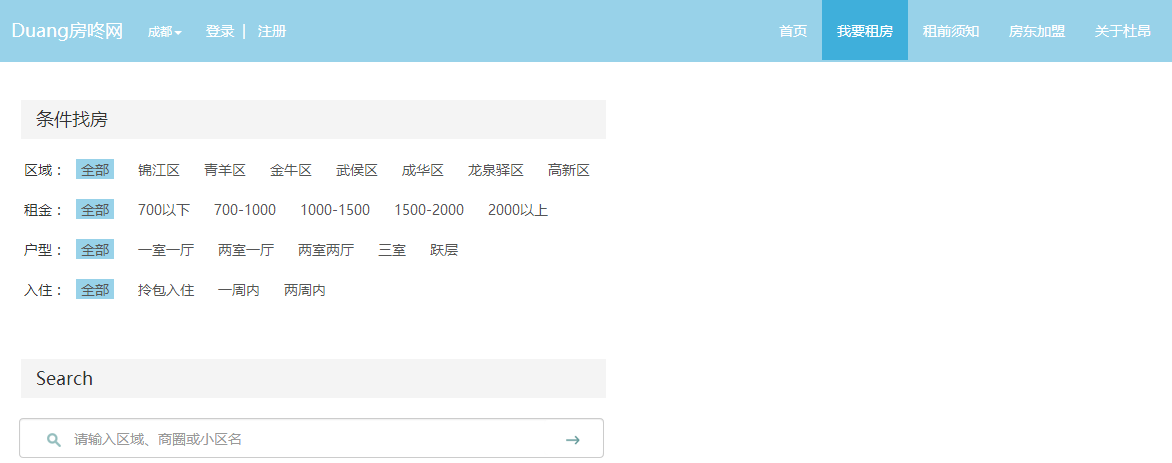 Duang房咚网 成都 登录 | 注册 首页 我要租房 租前须知 房东加盟 关于杜昂
条件找房
区域： 全部 锦江区 青羊区 金牛区 武侯区 成华区 龙泉驿区 高新区
租金： 全部 700以下 700-1000 1000-1500 1500-2000 2000以上
户型： 全部 一室一厅 两室一厅 两室两厅 三室 跃层
入住： 全部 拎包入住 一周内 两周内
Search
请输入区域、商圈或小区名